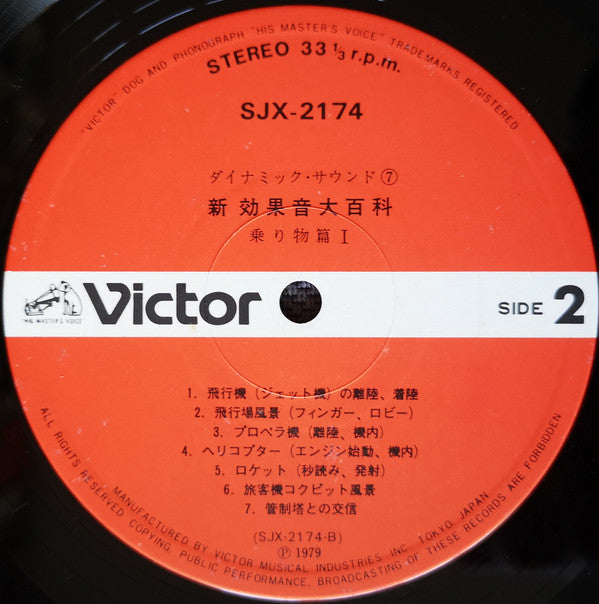 "VICTOR" DOG AND PHONOGRAPH "HIS MASTER'S VOICE" TRADEMARKS REGISTERED
STEREO 33 1/3 r.p.m.
SJX-2174
ダイナミック・サウンド⑦
新効果音大百科
乗り物篇 I
"HIS MASTER'S VOICE"
Victor
SIDE 2
1. 飛行機 (ジェット機) の離陸、着陸
2. 飛行場風景 (フィンガー、ロビー)
3. プロペラ機 (離陸、機内)
4. ヘリコプター (エンジン始動、機内)
5. ロケット (秒読み、発射)
6. 旅客機コクピット風景
7. 管制塔との交信
(SJX-2174-B)
Ⓟ 1979
MANUFACTURED BY VICTOR MUSICAL INDUSTRIES INC. TOKYO, JAPAN
ALL RIGHTS RESERVED COPYING, PUBLIC PERFORMANCE, BROADCASTING OF THESE RECORDS ARE FORBIDDEN